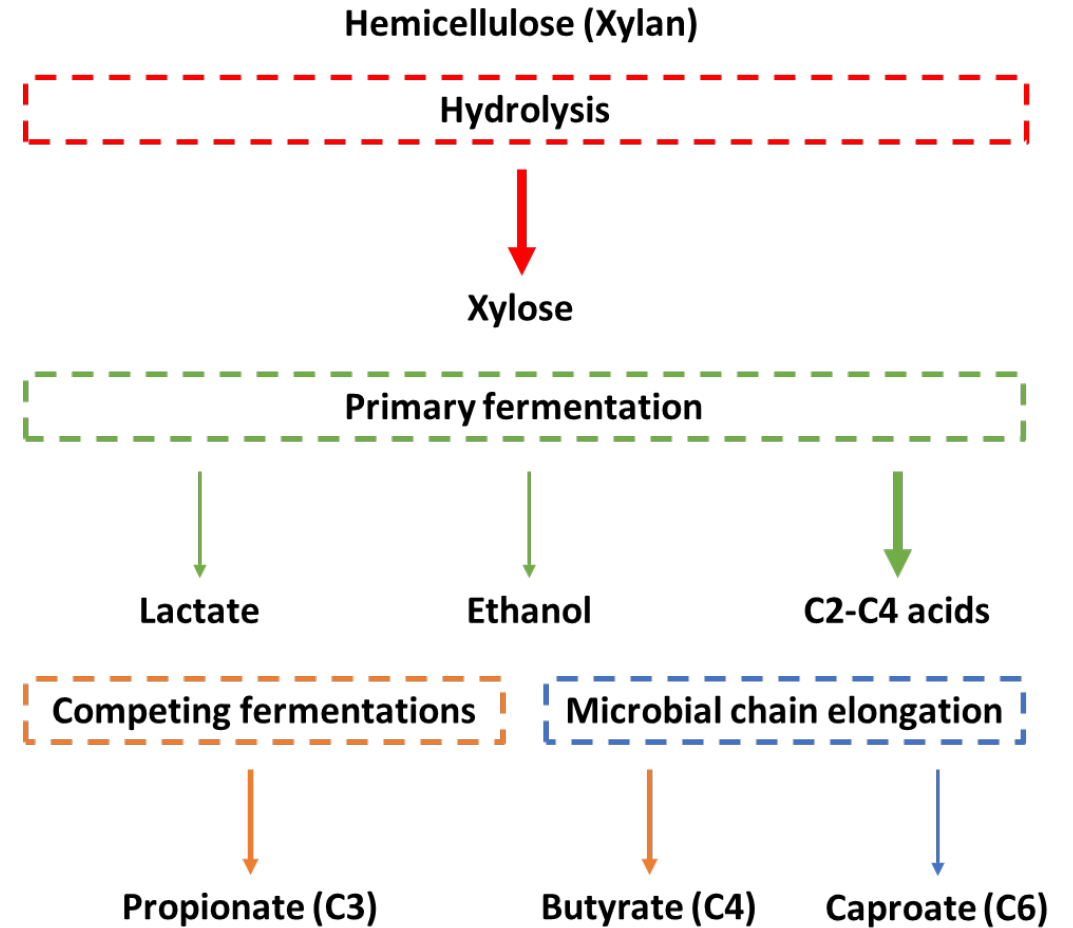 Hemicellulose (Xylan)
Hydrolysis
Xylose
Primary fermentation
Lactate
Ethanol
C2-C4 acids
Competing fermentations
Microbial chain elongation
Propionate (C3)
Butyrate (C4)
Caproate (C6)